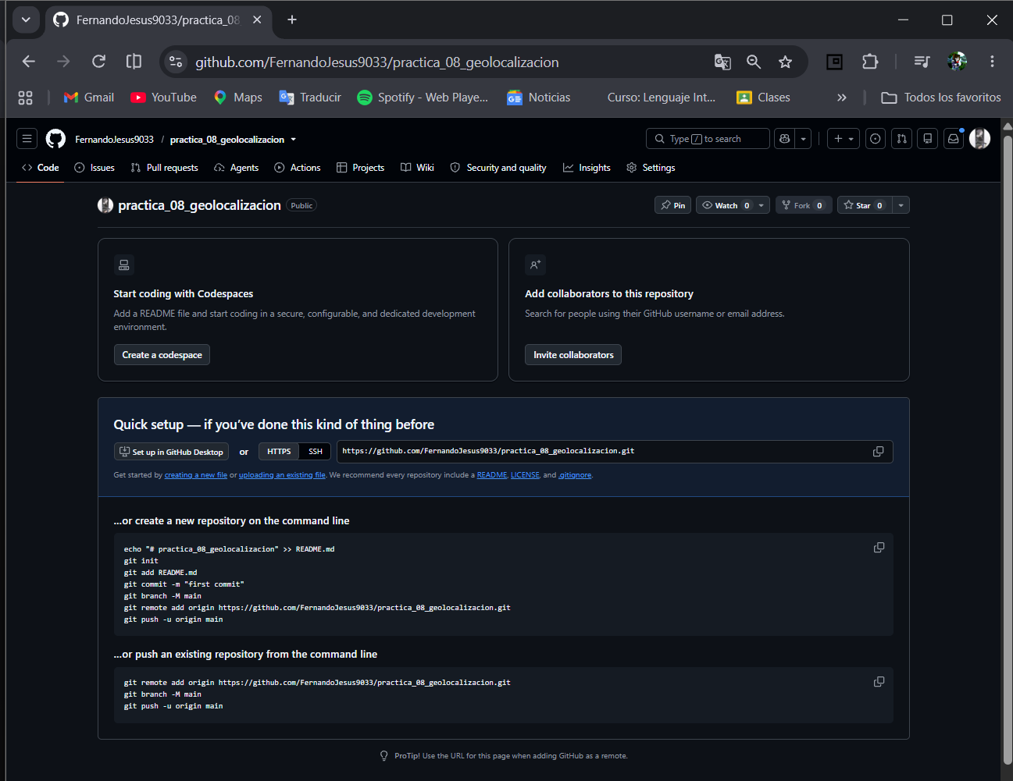 FernandoJesus9033/practica_08
github.com/FernandoJesus9033/practica_08_geolocalizacion
Gmail
YouTube
Maps
Traducir
Spotify - Web Playe...
Noticias
Curso: Lenguaje Int...
Clases
Todos los favoritos
FernandoJesus9033 / practica_08_geolocalizacion
Type / to search
Code
Issues
Pull requests
Agents
Actions
Projects
Wiki
Security and quality
Insights
Settings
practica_08_geolocalizacion Public
Pin
Watch 0
Fork 0
Star 0
Start coding with Codespaces
Add a README file and start coding in a secure, configurable, and dedicated development
environment.
Create a codespace
Add collaborators to this repository
Search for people using their GitHub username or email address.
Invite collaborators
Quick setup — if you've done this kind of thing before
Set up in GitHub Desktop or HTTPS SSH https://github.com/FernandoJesus9033/practica_08_geolocalizacion.git
Get started by creating a new file or uploading an existing file. We recommend every repository include a README, LICENSE, and .gitignore.
...or create a new repository on the command line
echo "# practica_08_geolocalizacion" >> README.md
git init
git add README.md
git commit -m "first commit"
git branch -M main
git remote add origin https://github.com/FernandoJesus9033/practica_08_geolocalizacion.git
git push -u origin main
...or push an existing repository from the command line
git remote add origin https://github.com/FernandoJesus9033/practica_08_geolocalizacion.git
git branch -M main
git push -u origin main
ProTip! Use the URL for this page when adding GitHub as a remote.